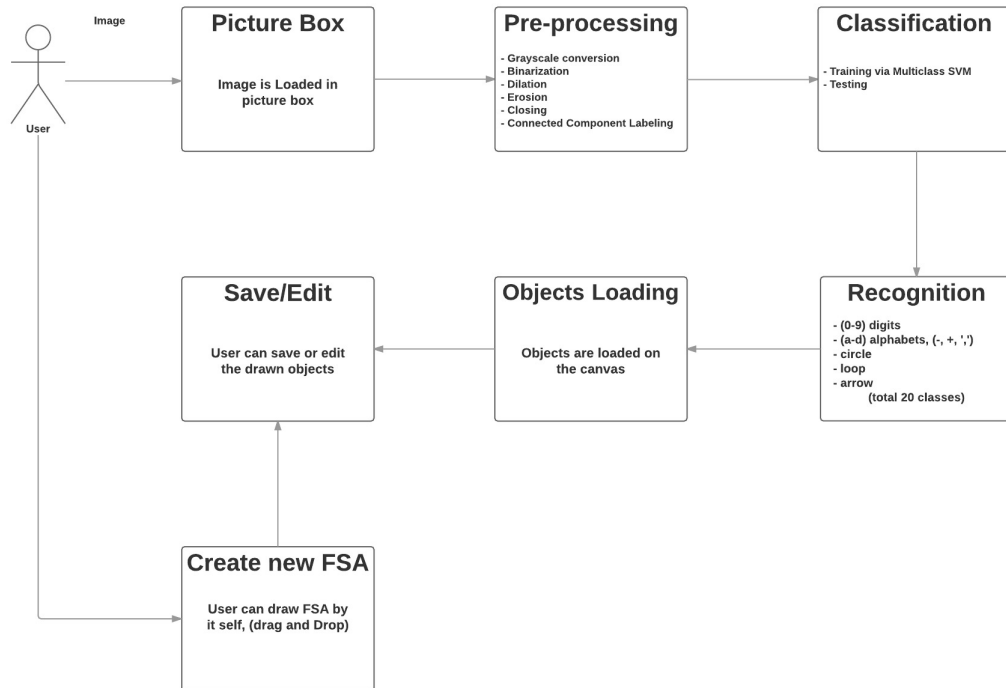 Image
User
Picture Box
Image is Loaded in
picture box
Pre-processing
- Grayscale conversion
- Binarization
- Dilation
- Erosion
- Closing
- Connected Component Labeling
Classification
- Training via Multiclass SVM
- Testing
Recognition
- (0-9) digits
- (a-d) alphabets, (-, +, ',')
- circle
- loop
- arrow
(total 20 classes)
Objects Loading
Objects are loaded on
the canvas
Save/Edit
User can save or edit
the drawn objects
Create new FSA
User can draw FSA by
it self, (drag and Drop)